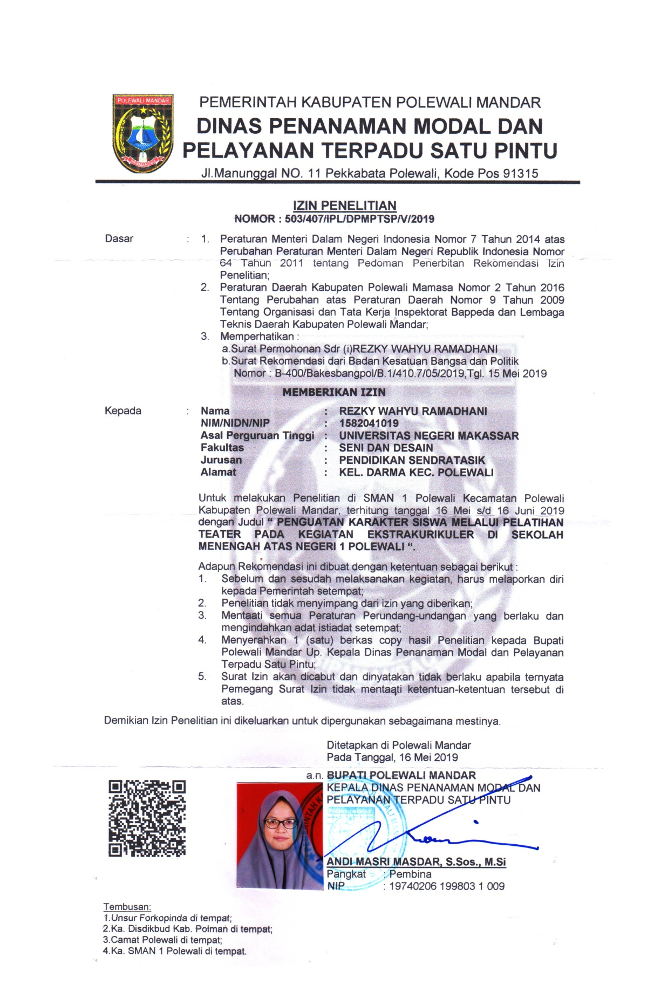 POLEWALI MANDAR
SIPAMANDAQ
PEMERINTAH KABUPATEN POLEWALI MANDAR
DINAS PENANAMAN MODAL DAN
PELAYANAN TERPADU SATU PINTU
Jl.Manunggal NO. 11 Pekkabata Polewali, Kode Pos 91315
IZIN PENELITIAN
NOMOR : 503/407/IPL/DPMPTSP/V/2019
Dasar : 1. Peraturan Menteri Dalam Negeri Indonesia Nomor 7 Tahun 2014 atas
Perubahan Peraturan Menteri Dalam Negeri Republik Indonesia Nomor
64 Tahun 2011 tentang Pedoman Penerbitan Rekomendasi Izin
Penelitian;
2. Peraturan Daerah Kabupaten Polewali Mamasa Nomor 2 Tahun 2016
Tentang Perubahan atas Peraturan Daerah Nomor 9 Tahun 2009
Tentang Organisasi dan Tata Kerja Inspektorat Bappeda dan Lembaga
Teknis Daerah Kabupaten Polewali Mandar;
3. Memperhatikan :
a.Surat Permohonan Sdr (i)REZKY WAHYU RAMADHANI
b.Surat Rekomendasi dari Badan Kesatuan Bangsa dan Politik
Nomor : B-400/Bakesbangpol/B.1/410.7/05/2019,Tgl. 15 Mei 2019
MEMBERIKAN IZIN
Kepada : Nama : REZKY WAHYU RAMADHANI
NIM/NIDN/NIP : 1582041019
Asal Perguruan Tinggi : UNIVERSITAS NEGERI MAKASSAR
Fakultas : SENI DAN DESAIN
Jurusan : PENDIDIKAN SENDRATASIK
Alamat : KEL. DARMA KEC. POLEWALI
Untuk melakukan Penelitian di SMAN 1 Polewali Kecamatan Polewali
Kabupaten Polewali Mandar, terhitung tanggal 16 Mei s/d 16 Juni 2019
dengan Judul “ PENGUATAN KARAKTER SISWA MELALUI PELATIHAN
TEATER PADA KEGIATAN EKSTRAKURIKULER DI SEKOLAH
MENENGAH ATAS NEGERI 1 POLEWALI “.
Adapun Rekomendasi ini dibuat dengan ketentuan sebagai berikut :
1. Sebelum dan sesudah melaksanakan kegiatan, harus melaporkan diri
kepada Pemerintah setempat;
2. Penelitian tidak menyimpang dari izin yang diberikan;
3. Mentaati semua Peraturan Perundang-undangan yang berlaku dan
mengindahkan adat istiadat setempat;
4. Menyerahkan 1 (satu) berkas copy hasil Penelitian kepada Bupati
Polewali Mandar Up. Kepala Dinas Penanaman Modal dan Pelayanan
Terpadu Satu Pintu;
5. Surat Izin akan dicabut dan dinyatakan tidak berlaku apabila ternyata
Pemegang Surat Izin tidak mentaati ketentuan-ketentuan tersebut di
atas.
Demikian Izin Penelitian ini dikeluarkan untuk dipergunakan sebagaimana mestinya.
Ditetapkan di Polewali Mandar
Pada Tanggal, 16 Mei 2019
a.n. BUPATI POLEWALI MANDAR
KEPALA DINAS PENANAMAN MODAL DAN
PELAYANAN TERPADU SATU PINTU
ANDI MASRI MASDAR, S.Sos., M.Si
Pangkat : Pembina
NIP : 19740206 199803 1 009
Tembusan:
1.Unsur Forkopinda di tempat;
2.Ka. Disdikbud Kab. Polman di tempat;
3.Camat Polewali di tempat;
4.Ka. SMAN 1 Polewali di tempat.